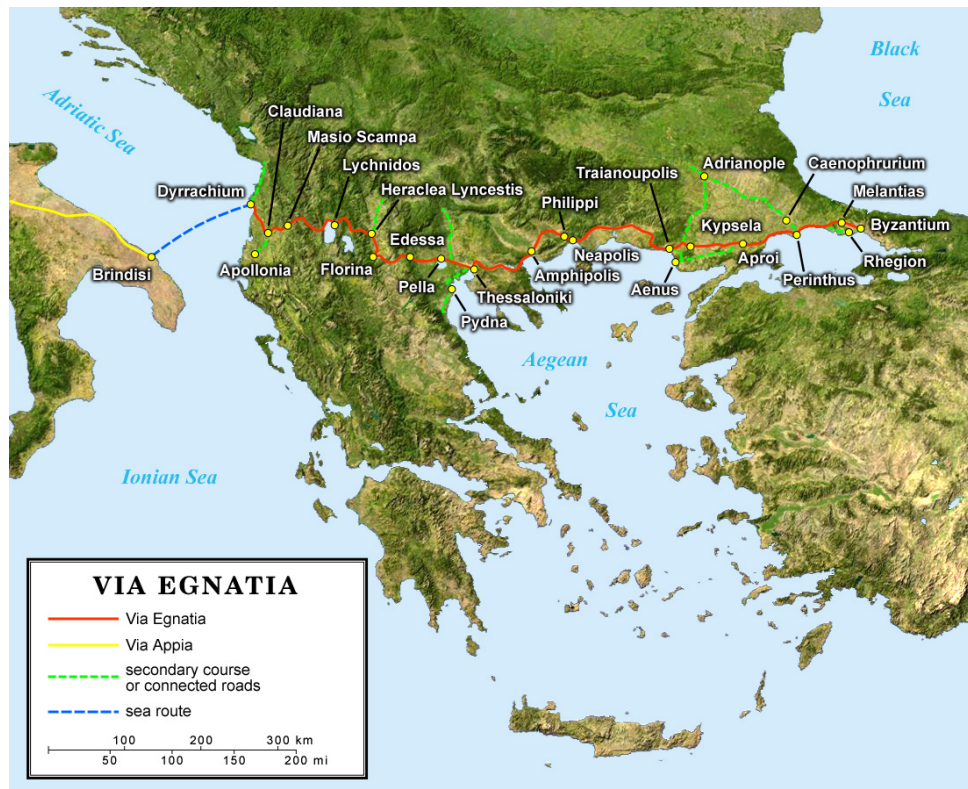 Black
Sea
Adriatic Sea
Claudiana
Masio Scampa
Lychnidos
Heraclea Lyncestis
Traianoupolis
Adrianople
Caenophrurium
Melantias
Dyrrachium
Philippi
Kypsela
Byzantium
Edessa
Neapolis
Aproi
Rhegion
Brindisi
Apollonia
Florina
Pella
Amphipolis
Aenus
Perinthus
Thessaloniki
Pydna
Aegean
Sea
Ionian Sea
VIA EGNATIA
Via Egnatia
Via Appia
secondary course
or connected roads
sea route
100 200 300 km
50 100 150 200 mi